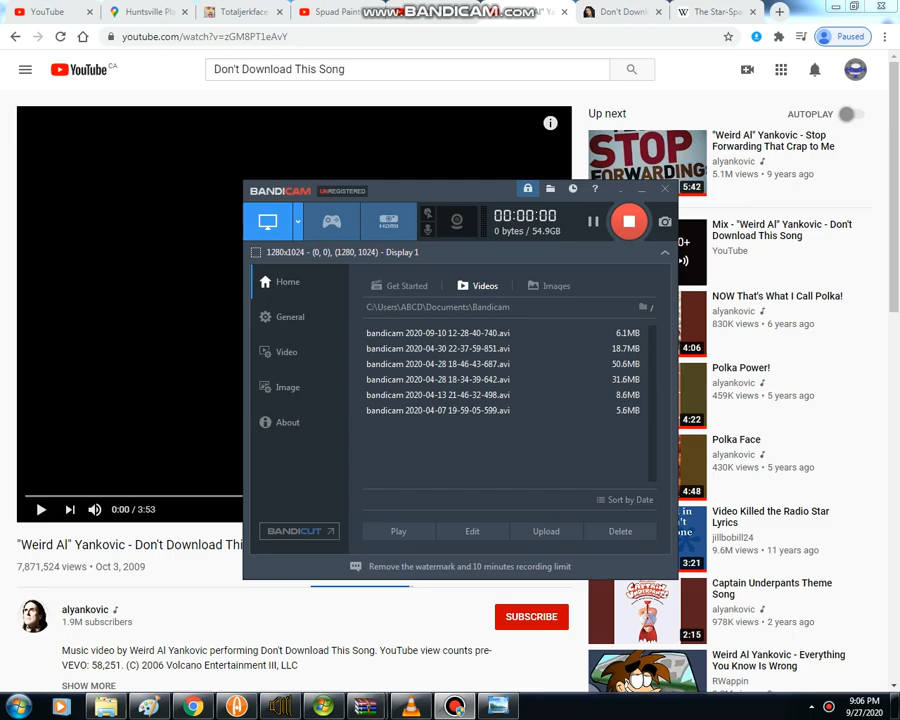 YouTube
Huntsville Pla
Totaljerkface
Spuad Paint
WWW.BANDICAM.COM
Don't Downl
The Star-Spa
youtube.com/watch?v=zGM8PT1eAvY
Paused
YouTube CA
Don't Download This Song
Up next
AUTOPLAY
STOP
FORWARDING
5:42
"Weird Al" Yankovic - Stop
Forwarding That Crap to Me
alyankovic
5.1M views • 9 years ago
Mix - "Weird Al" Yankovic - Don't
Download This Song
YouTube
NOW That's What I Call Polka!
alyankovic
830K views • 6 years ago
4:06
Polka Power!
alyankovic
459K views • 5 years ago
4:22
Polka Face
alyankovic
430K views • 5 years ago
4:48
Video Killed the Radio Star
Lyrics
jillbobill24
9.6M views • 11 years ago
3:21
Captain Underpants Theme
Song
alyankovic
978K views • 2 years ago
2:15
Weird Al Yankovic - Everything
You Know Is Wrong
RWappin
BANDICAM UNREGISTERED
HDMI
00:00:00
0 bytes / 54.9GB
1280x1024 - (0, 0), (1280, 1024) - Display 1
Home
General
Video
Image
About
BANDICUT
Get Started
Videos
Images
C:\Users\ABCD\Documents\Bandicam
bandicam 2020-09-10 12-28-40-740.avi 6.1MB
bandicam 2020-04-30 22-37-59-851.avi 18.7MB
bandicam 2020-04-28 18-46-43-687.avi 50.6MB
bandicam 2020-04-28 18-34-39-642.avi 31.6MB
bandicam 2020-04-13 21-46-32-498.avi 8.6MB
bandicam 2020-04-07 19-59-05-599.avi 5.6MB
Sort by Date
Play
Edit
Upload
Delete
Remove the watermark and 10 minutes recording limit
0:00 / 3:53
"Weird Al" Yankovic - Don't Download Thi
7,871,524 views • Oct 3, 2009
alyankovic
1.9M subscribers
SUBSCRIBE
Music video by Weird Al Yankovic performing Don't Download This Song. YouTube view counts pre-
VEVO: 58,251. (C) 2006 Volcano Entertainment III, LLC
SHOW MORE
9:06 PM
9/27/2020